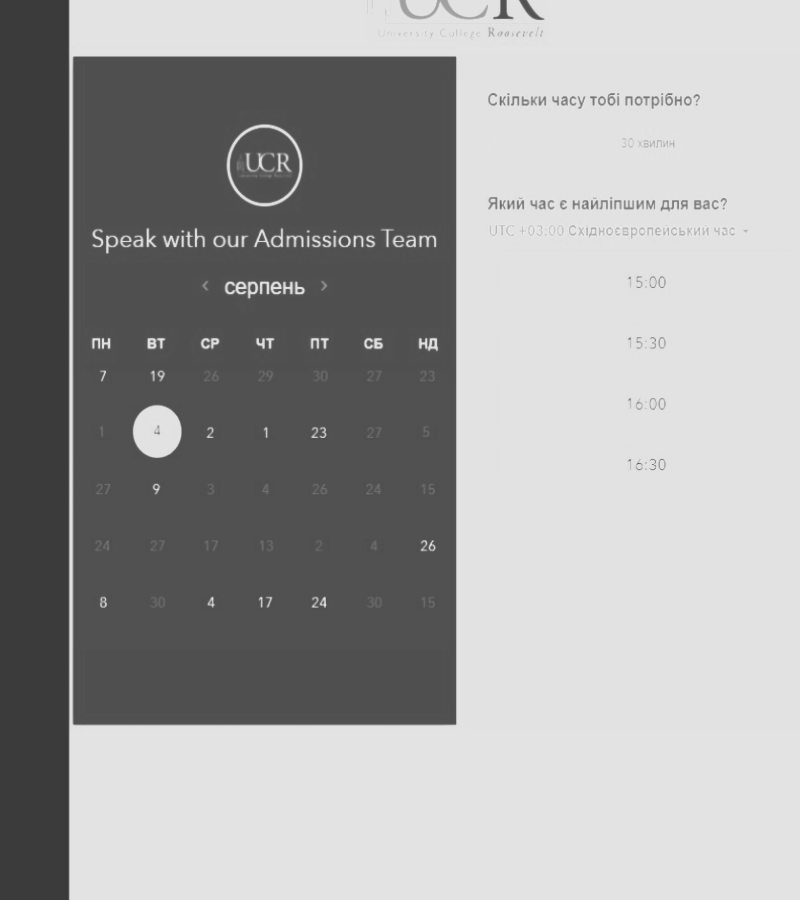 UCR
University College Roosevelt
UCR
Speak with our Admissions Team
‹ серпень ›
ПН ВТ СР ЧТ ПТ СБ НД
7 19 26 29 30 27 23
1 4 2 1 23 27 5
27 9 3 4 26 24 15
24 27 17 13 2 4 26
8 30 4 17 24 30 15
Скільки часу тобі потрібно?
30 хвилин
Який час є найліпшим для вас?
UTC +03:00 Східноєвропейський час
15:00
15:30
16:00
16:30